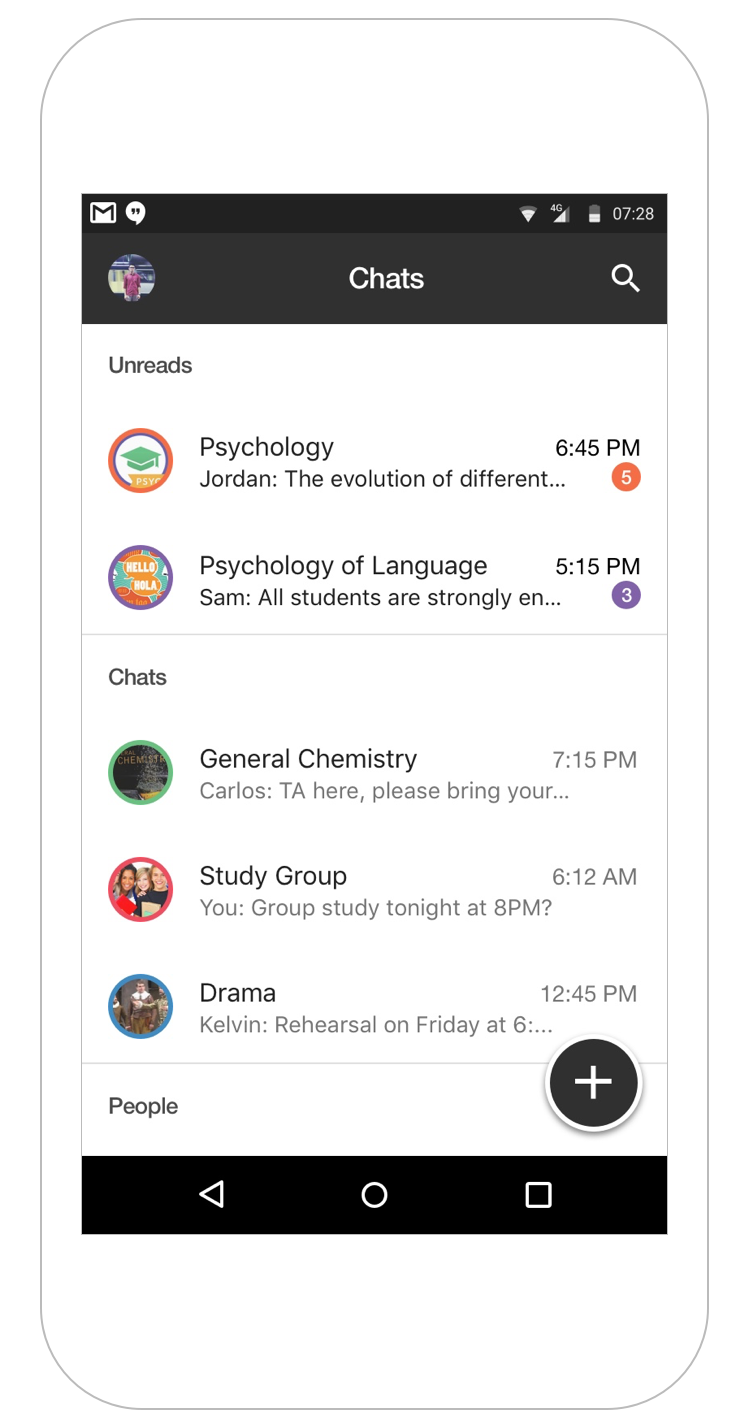 4G 07:28
Chats
Unreads
Psychology 6:45 PM
Jordan: The evolution of different... 5
PSYC
Psychology of Language 5:15 PM
Sam: All students are strongly en... 3
HELLO
HOLA
Chats
General Chemistry 7:15 PM
Carlos: TA here, please bring your...
Study Group 6:12 AM
You: Group study tonight at 8PM?
Drama 12:45 PM
Kelvin: Rehearsal on Friday at 6:...
People